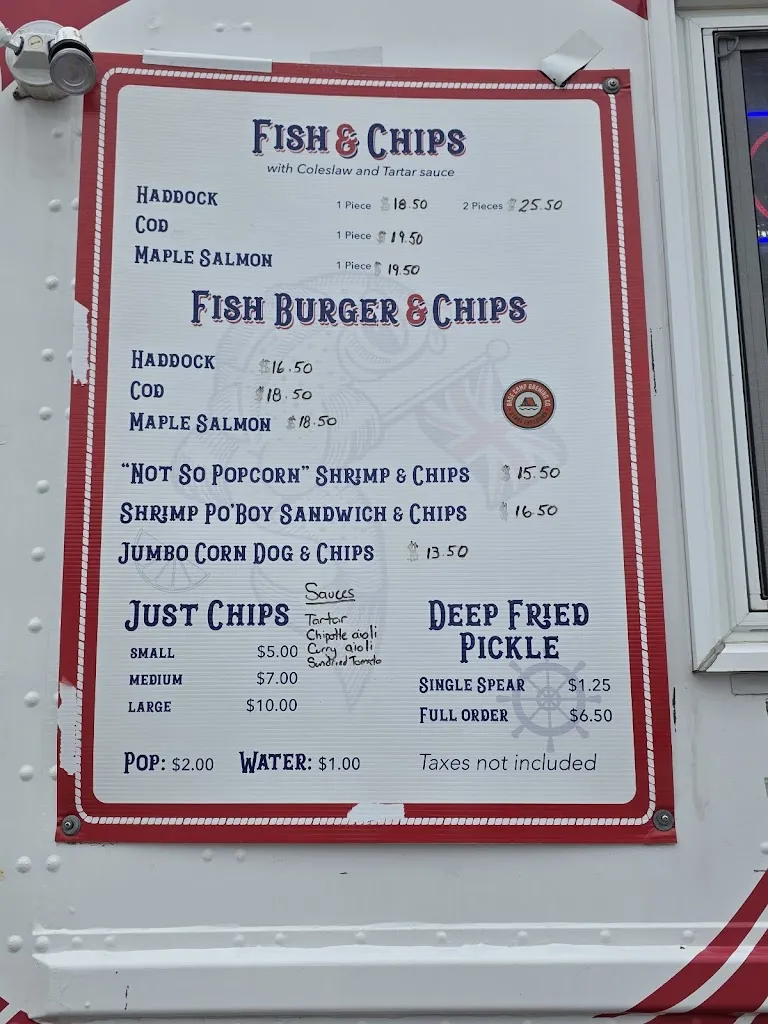 FISH & CHIPS
with Coleslaw and Tartar sauce
HADDOCK 1 Piece $18.50 2 Pieces $25.50
COD 1 Piece $19.50
MAPLE SALMON 1 Piece $19.50
FISH BURGER & CHIPS
HADDOCK $16.50
COD $18.50
MAPLE SALMON $18.50
BASE CAMP BREWING CO.
"NOT SO POPCORN" SHRIMP & CHIPS $15.50
SHRIMP PO'BOY SANDWICH & CHIPS $16.50
JUMBO CORN DOG & CHIPS $13.50
JUST CHIPS
SMALL $5.00
MEDIUM $7.00
LARGE $10.00
Sauces
Tartar
Chipotle aioli
Curry aioli
Sundried Tomato
DEEP FRIED
PICKLE
SINGLE SPEAR $1.25
FULL ORDER $6.50
POP: $2.00 WATER: $1.00
Taxes not included